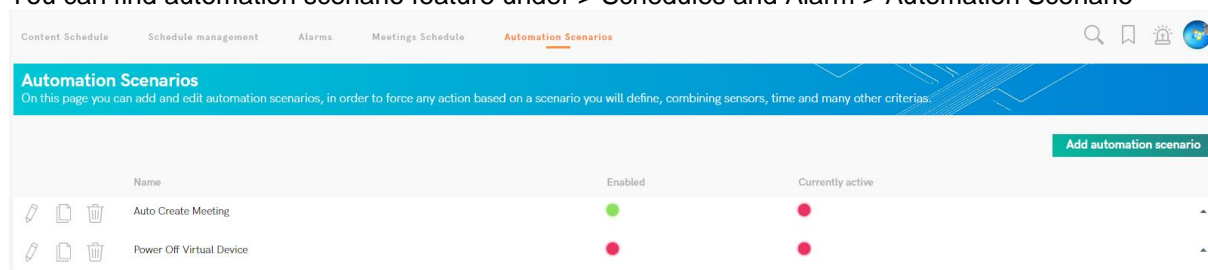 You can find automation scenario feature under > Schedules and Alarm > Automation Scenario
Content Schedule Schedule management Alarms Meetings Schedule Automation Scenarios
Automation Scenarios
On this page you can add and edit automation scenarios, in order to force any action based on a scenario you will define, combining sensors, time and many other criterias.
Add automation scenario
Name Enabled Currently active
Auto Create Meeting
Power Off Virtual Device